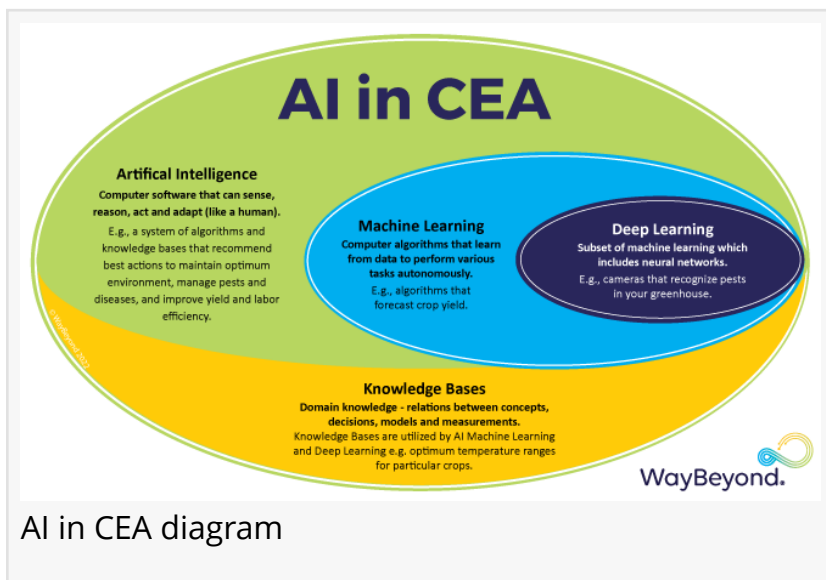 AI in CEA
Artifical Intelligence
Computer software that can sense,
reason, act and adapt (like a human).
E.g., a system of algorithms and
knowledge bases that recommend
best actions to maintain optimum
environment, manage pests and
diseases, and improve yield and labor
efficiency.
Machine Learning
Computer algorithms that learn
from data to perform various
tasks autonomously.
E.g., algorithms that
forecast crop yield.
Deep Learning
Subset of machine learning which
includes neural networks.
E.g., cameras that recognize pests
in your greenhouse.
©WayBeyond 2022
Knowledge Bases
Domain knowledge - relations between concepts,
decisions, models and measurements.
Knowledge Bases are utilized by AI Machine Learning
and Deep Learning e.g. optimum temperature ranges
for particular crops.
WayBeyond.
AI in CEA diagram